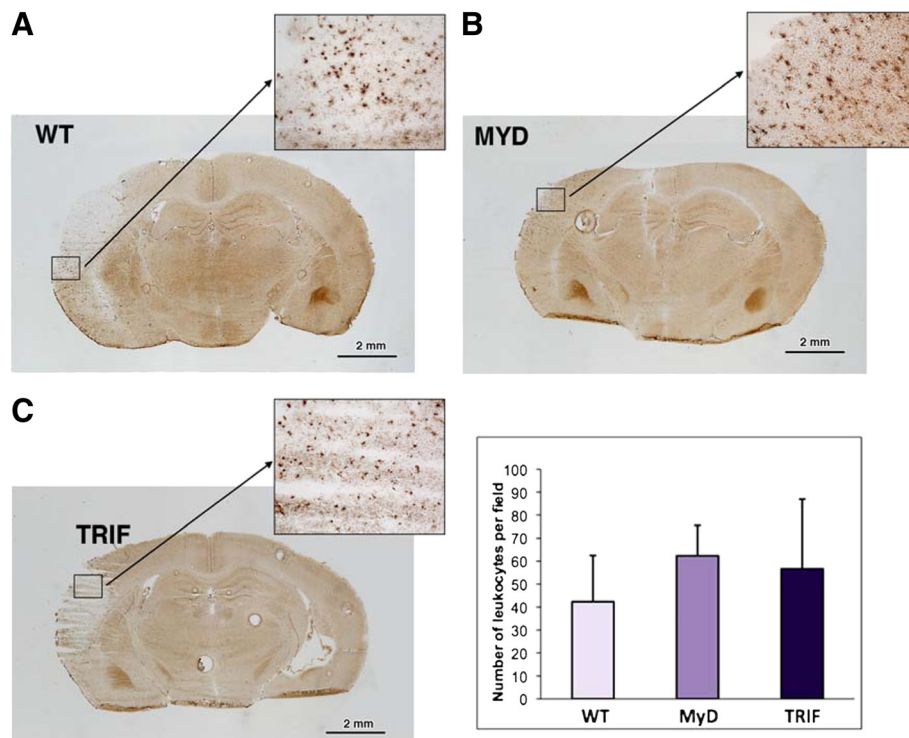 A
WT
2 mm
B
MYD
2 mm
C
TRIF
2 mm
Number of leukocytes per field
100
90
80
70
60
50
40
30
20
10
0
WT
MyD
TRIF